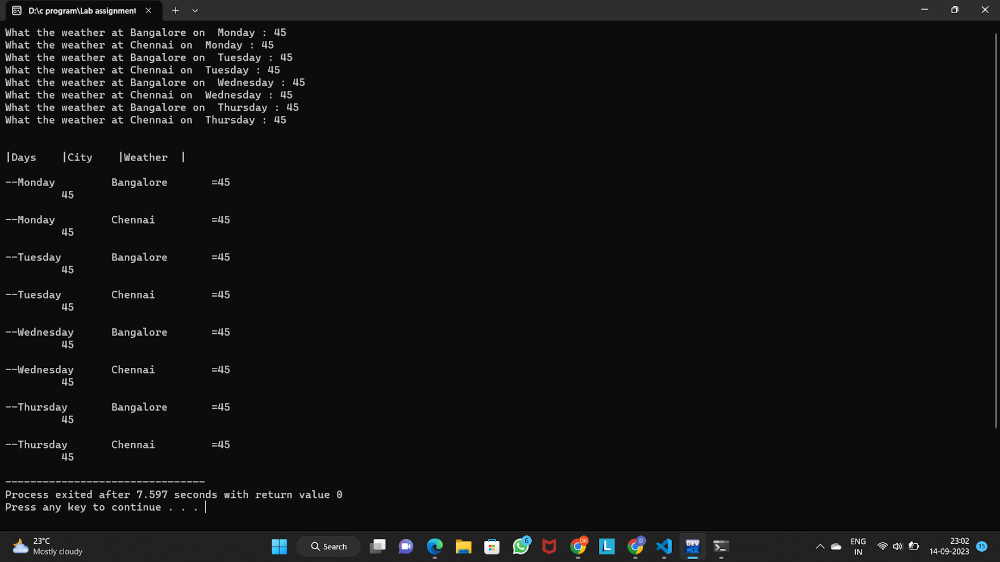 D:\c program\Lab assignment
What the weather at Bangalore on  Monday : 45
What the weather at Chennai on  Monday : 45
What the weather at Bangalore on  Tuesday : 45
What the weather at Chennai on  Tuesday : 45
What the weather at Bangalore on  Wednesday : 45
What the weather at Chennai on  Wednesday : 45
What the weather at Bangalore on  Thursday : 45
What the weather at Chennai on  Thursday : 45
|Days    |City    |Weather  |
--Monday         Bangalore       =45
45
--Monday         Chennai         =45
45
--Tuesday        Bangalore       =45
45
--Tuesday        Chennai         =45
45
--Wednesday      Bangalore       =45
45
--Wednesday      Chennai         =45
45
--Thursday       Bangalore       =45
45
--Thursday       Chennai         =45
45
--------------------------------
Process exited after 7.597 seconds with return value 0
Press any key to continue . . .
23°C
Mostly cloudy
Search
6
DK
L
D
DEV
ENG
IN
23:02
14-09-2023
15